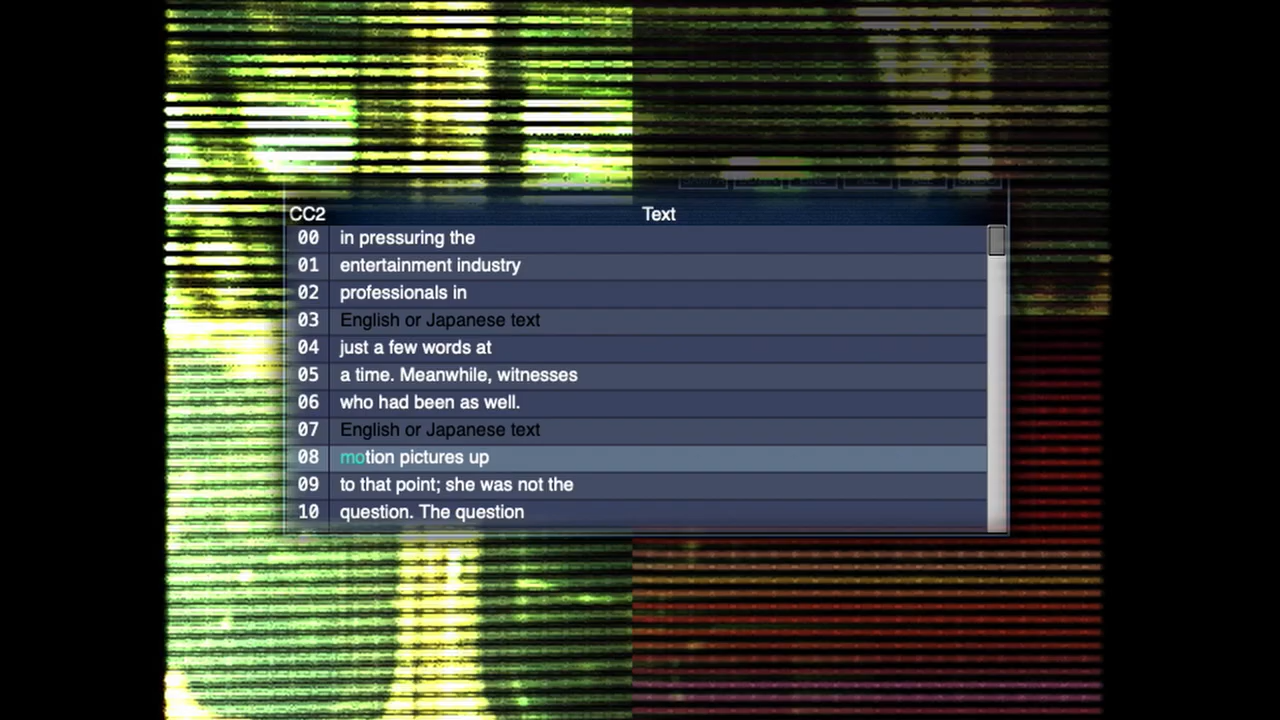 CC2 Text
00 in pressuring the
01 entertainment industry
02 professionals in
03 English or Japanese text
04 just a few words at
05 a time. Meanwhile, witnesses
06 who had been as well.
07 English or Japanese text
08 motion pictures up
09 to that point; she was not the
10 question. The question